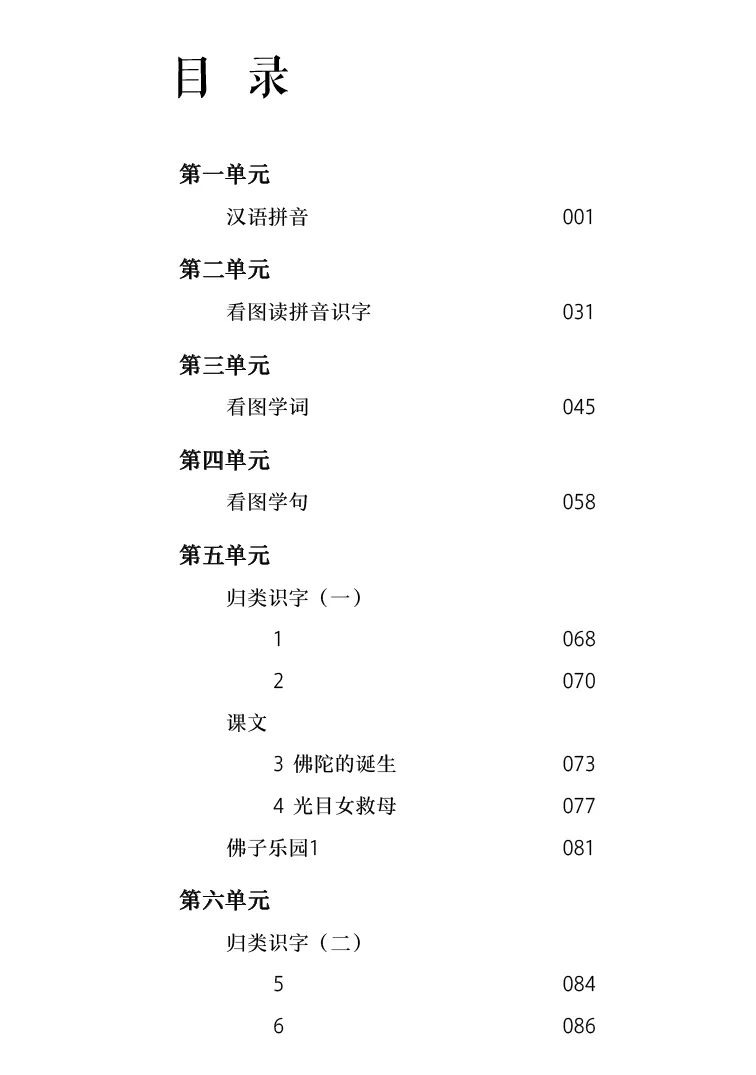 目 录
第一单元
汉语拼音 001
第二单元
看图读拼音识字 031
第三单元
看图学词 045
第四单元
看图学句 058
第五单元
归类识字（一）
1 068
2 070
课文
3 佛陀的诞生 073
4 光目女救母 077
佛子乐园1 081
第六单元
归类识字（二）
5 084
6 086